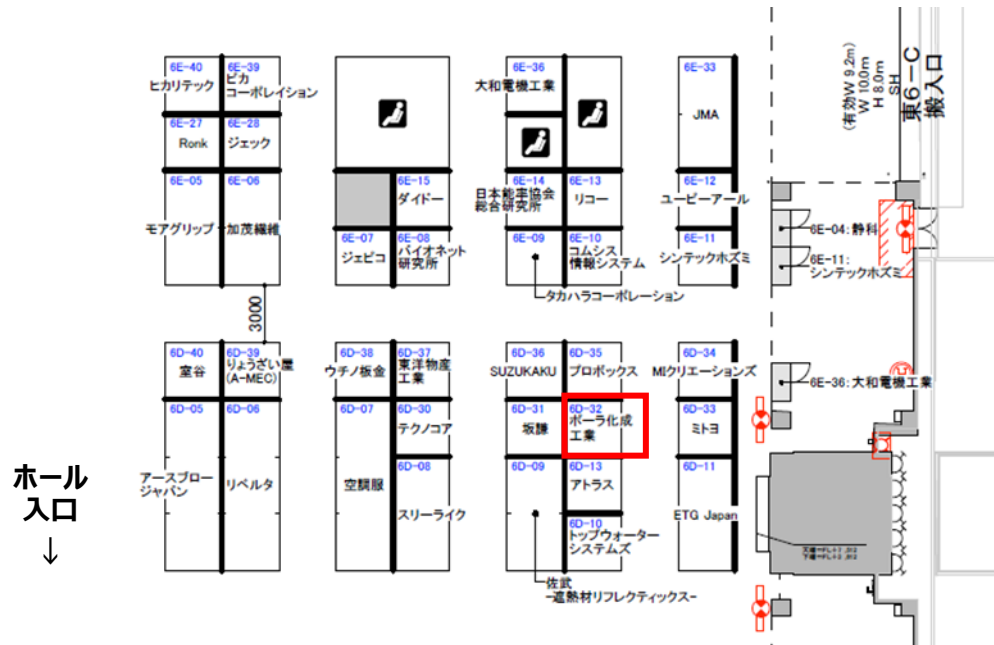 6E-40
ヒカリテック
6E-39
ピカ
コーポレイション
6E-36
大和電機工業
6E-33
JMA
6E-27
Ronk
6E-28
ジェック
6E-05
モアグリップ
6E-06
加茂繊維
6E-15
ダイドー
6E-14
日本能率協会
総合研究所
6E-13
リコー
6E-12
ユーピーアール
6E-07
ジェピコ
6E-08
バイオネット
研究所
6E-09
タカハラコーポレーション
6E-10
コムシス
情報システム
6E-11
シンテックホズミ
東6-C
搬入口
SH
H 8.0m
W 10.0m
(有効W 9.2m)
6E-04:静科
6E-11:
シンテックホズミ
3000
6D-40
室谷
6D-39
りょうざい屋
(A-MEC)
6D-38
ウチノ板金
6D-37
東洋物産
工業
6D-36
SUZUKAKU
6D-35
プロボックス
6D-34
MIクリエーションズ
6E-36:大和電機工業
6D-05
アースブロー
ジャパン
6D-06
リベルタ
6D-07
空調服
6D-30
テクノコア
6D-31
坂謙
6D-32
ポーラ化成
工業
6D-33
ミトヨ
6D-08
スリーライク
6D-09
佐武
-遮熱材リフレクティックス-
6D-13
アトラス
6D-10
トップウォーター
システムズ
6D-11
ETG Japan
ホール
入口
↓